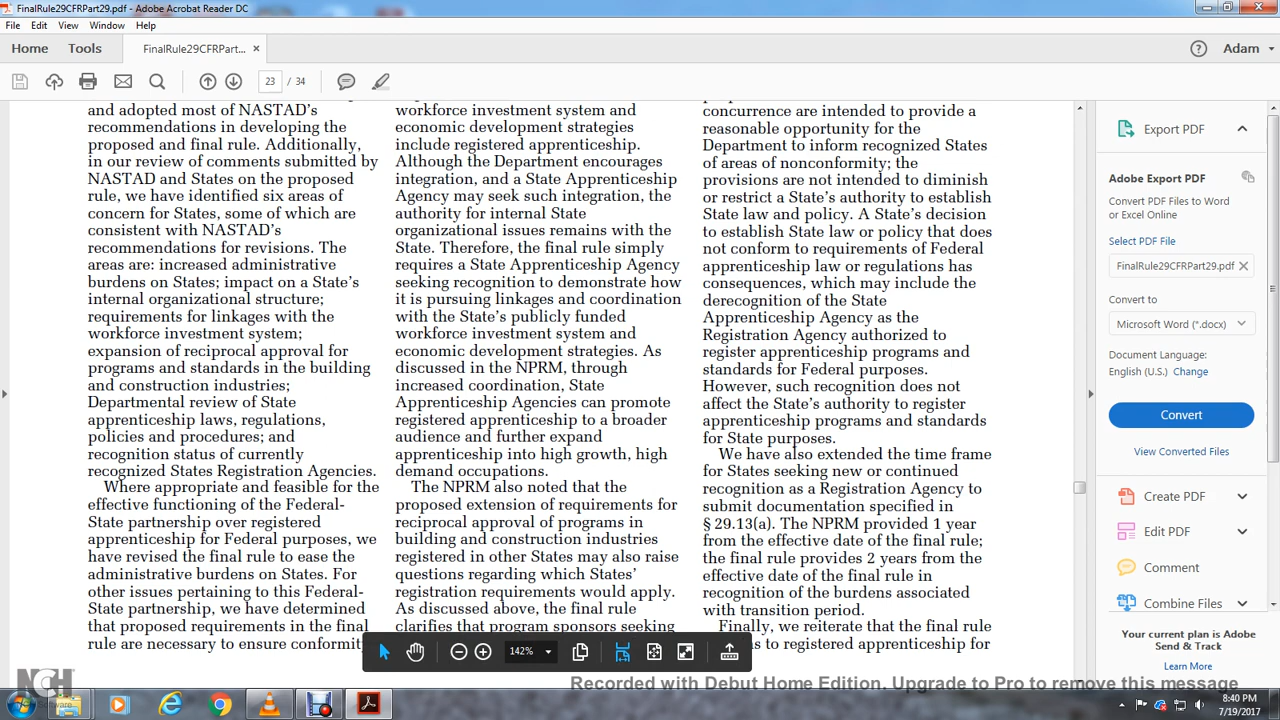 FinalRule29CFRPart29.pdf - Adobe Acrobat Reader DC
File Edit View Window Help
Home Tools FinalRule29CFRPart... × Adam
23 / 34
and adopted most of NASTAD's
recommendations in developing the
proposed and final rule. Additionally,
in our review of comments submitted by
NASTAD and States on the proposed
rule, we have identified six areas of
concern for States, some of which are
consistent with NASTAD's
recommendations for revisions. The
areas are: increased administrative
burdens on States; impact on a State's
internal organizational structure;
requirements for linkages with the
workforce investment system;
expansion of reciprocal approval for
programs and standards in the building
and construction industries;
Departmental review of State
apprenticeship laws, regulations,
policies and procedures; and
recognition status of currently
recognized States Registration Agencies.
Where appropriate and feasible for the
effective functioning of the Federal-
State partnership over registered
apprenticeship for Federal purposes, we
have revised the final rule to ease the
administrative burdens on States. For
other issues pertaining to this Federal-
State partnership, we have determined
that proposed requirements in the final
rule are necessary to ensure conformity
workforce investment system and
economic development strategies
include registered apprenticeship.
Although the Department encourages
integration, and a State Apprenticeship
Agency may seek such integration, the
authority for internal State
organizational issues remains with the
State. Therefore, the final rule simply
requires a State Apprenticeship Agency
seeking recognition to demonstrate how
it is pursuing linkages and coordination
with the State's publicly funded
workforce investment system and
economic development strategies. As
discussed in the NPRM, through
increased coordination, State
Apprenticeship Agencies can promote
registered apprenticeship to a broader
audience and further expand
apprenticeship into high growth, high
demand occupations.
The NPRM also noted that the
proposed extension of requirements for
reciprocal approval of programs in
building and construction industries
registered in other States may also raise
questions regarding which States'
registration requirements would apply.
As discussed above, the final rule
clarifies that program sponsors seeking
concurrence are intended to provide a
reasonable opportunity for the
Department to inform recognized States
of areas of nonconformity; the
provisions are not intended to diminish
or restrict a State's authority to establish
State law and policy. A State's decision
to establish State law or policy that does
not conform to requirements of Federal
apprenticeship law or regulations has
consequences, which may include the
derecognition of the State
Apprenticeship Agency as the
Registration Agency authorized to
register apprenticeship programs and
standards for Federal purposes.
However, such recognition does not
affect the State's authority to register
apprenticeship programs and standards
for State purposes.
We have also extended the time frame
for States seeking new or continued
recognition as a Registration Agency to
submit documentation specified in
§ 29.13(a). The NPRM provided 1 year
from the effective date of the final rule;
the final rule provides 2 years from the
effective date of the final rule in
recognition of the burdens associated
with transition period.
Finally, we reiterate that the final rule
to registered apprenticeship for
Export PDF
Adobe Export PDF
Convert PDF Files to Word
or Excel Online
Select PDF File
FinalRule29CFRPart29.pdf ×
Convert to
Microsoft Word (*.docx)
Document Language:
English (U.S.) Change
Convert
View Converted Files
Create PDF
Edit PDF
Comment
Combine Files
Your current plan is Adobe
Send & Track
Learn More
142%
NCH
Software
Recorded with Debut Home Edition. Upgrade to Pro to remove this message
8:40 PM
7/19/2017